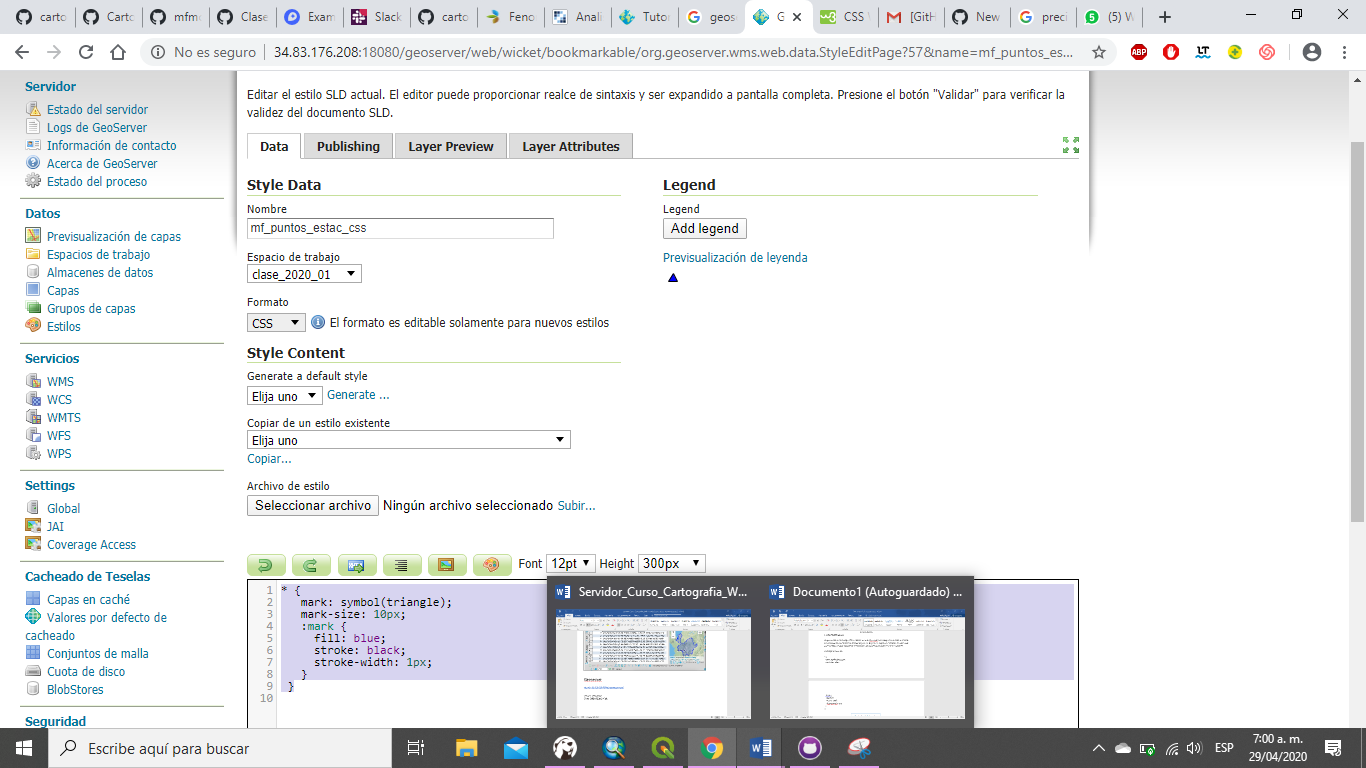 carto
Carto
mfmo
Clase
Exam
Slack
carto
Feno
Anali
Tutor
geos
G
CSS V
[GitH
New
preci
(5) W
No es seguro
34.83.176.208:18080/geoserver/web/wicket/bookmarkable/org.geoserver.wms.web.data.StyleEditPage?57&name=mf_puntos_es...
Servidor
Estado del servidor
Logs de GeoServer
Información de contacto
Acerca de GeoServer
Estado del proceso
Datos
Previsualización de capas
Espacios de trabajo
Almacenes de datos
Capas
Grupos de capas
Estilos
Servicios
WMS
WCS
WMTS
WFS
WPS
Settings
Global
JAI
Coverage Access
Cacheado de Teselas
Capas en caché
Valores por defecto de
cacheado
Conjuntos de malla
Cuota de disco
BlobStores
Seguridad
Editar el estilo SLD actual. El editor puede proporcionar realce de sintaxis y ser expandido a pantalla completa. Presione el botón "Validar" para verificar la
validez del documento SLD.
Data
Publishing
Layer Preview
Layer Attributes
Style Data
Nombre
mf_puntos_estac_css
Espacio de trabajo
clase_2020_01
Formato
CSS
El formato es editable solamente para nuevos estilos
Legend
Legend
Add legend
Previsualización de leyenda
Style Content
Generate a default style
Elija uno
Generate ...
Copiar de un estilo existente
Elija uno
Copiar...
Archivo de estilo
Seleccionar archivo
Ningún archivo seleccionado
Subir...
Font
12pt
Height
300px
1 * {
2 mark: symbol(triangle);
3 mark-size: 10px;
4 :mark {
5 fill: blue;
6 stroke: black;
7 stroke-width: 1px;
8 }
9 }
10
Servidor_Curso_Cartografia_W...
Documento1 (Autoguardado) ...
Escribe aquí para buscar
ESP
7:00 a. m.
29/04/2020